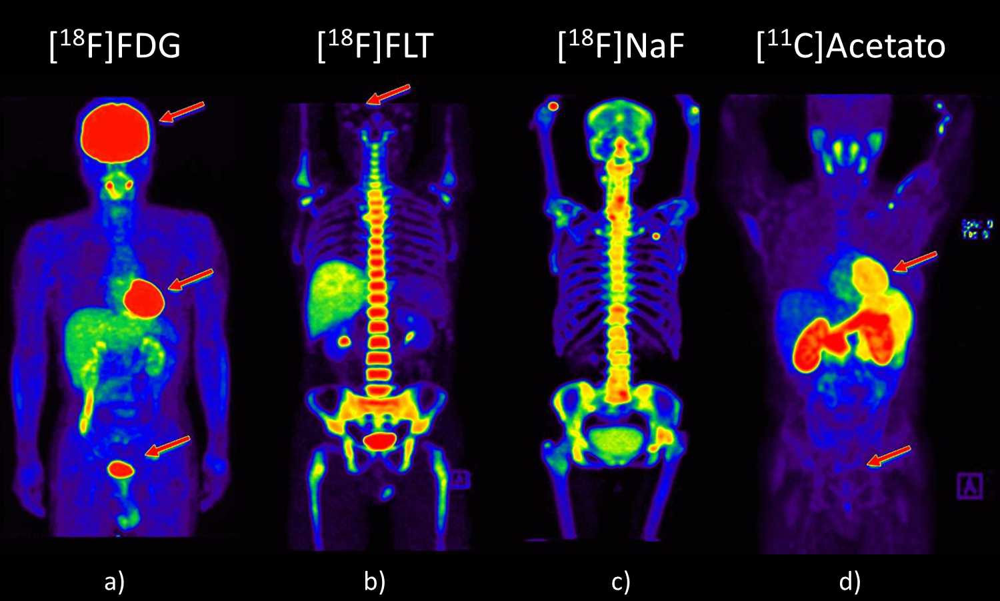 [¹⁸F]FDG [¹⁸F]FLT [¹⁸F]NaF [¹¹C]Acetato
A
A
a) b) c) d)